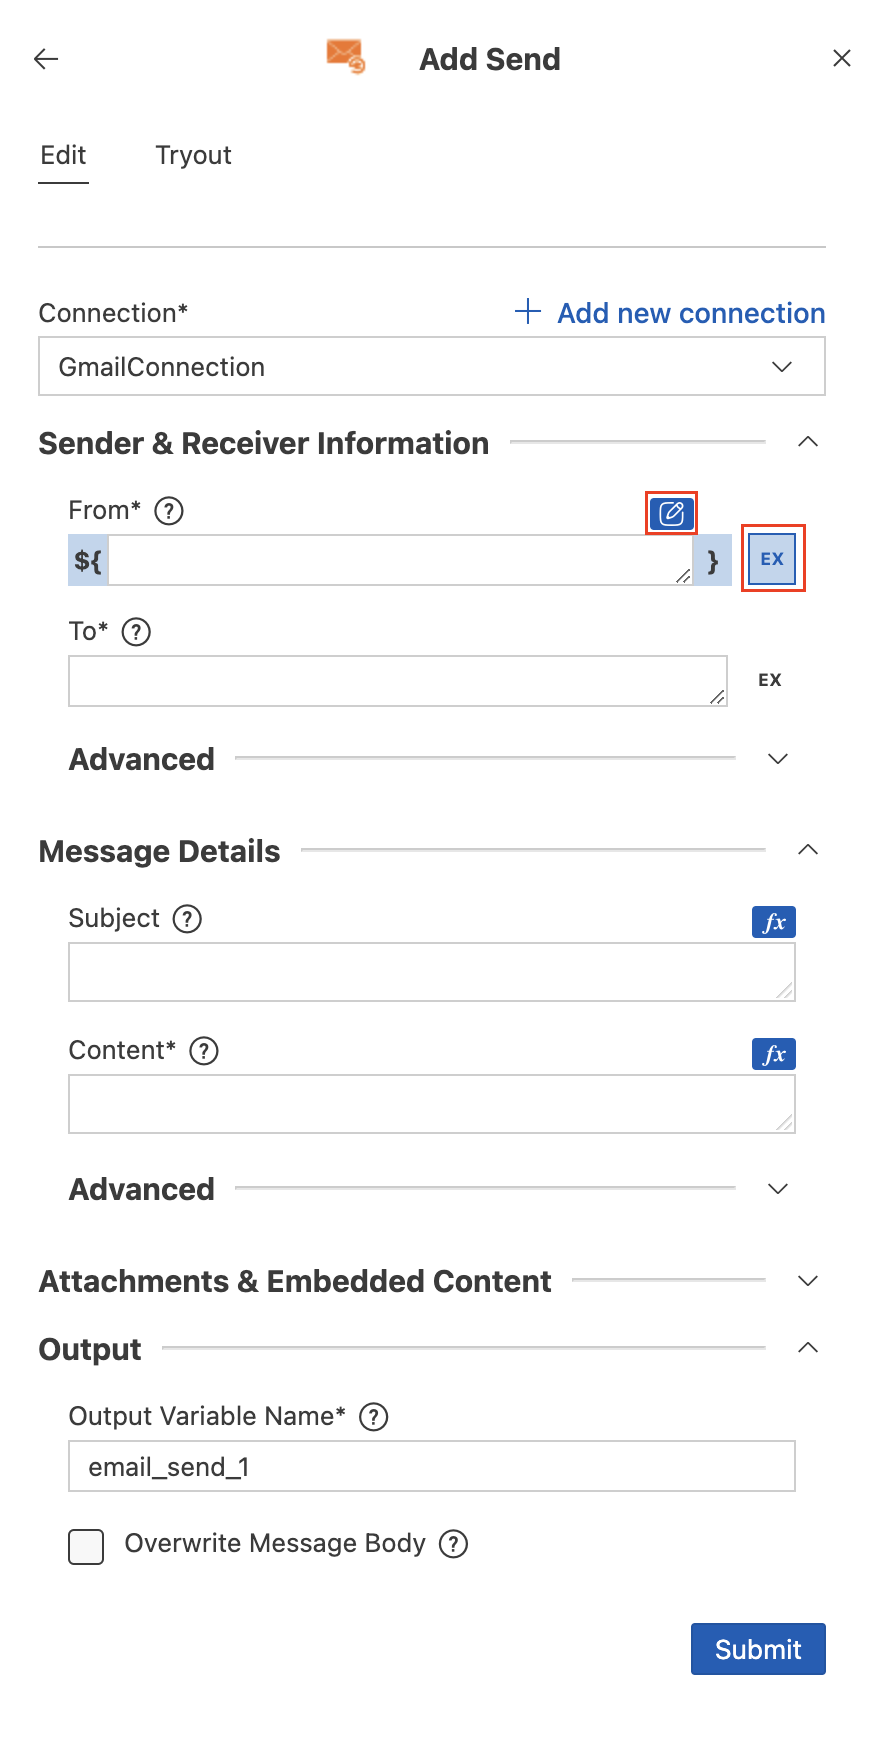 Add Send
Edit Tryout
Connection* + Add new connection
GmailConnection
Sender & Receiver Information
From* ?
${ } EX
To* ?
EX
Advanced
Message Details
Subject ? fx
Content* ? fx
Advanced
Attachments & Embedded Content
Output
Output Variable Name* ?
email_send_1
Overwrite Message Body ?
Submit